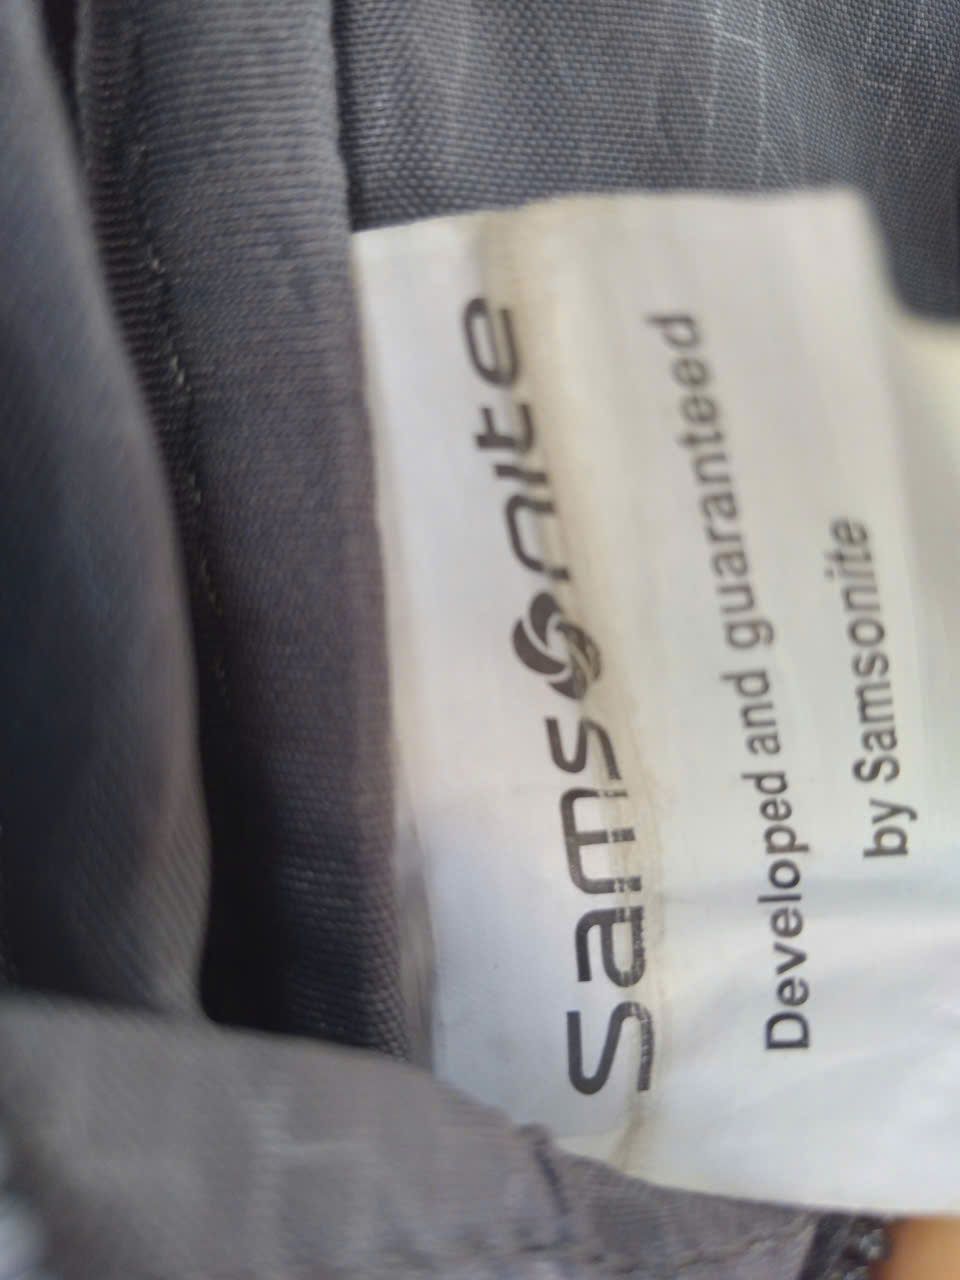 Samsonite
Developed and guaranteed
by Samsonite